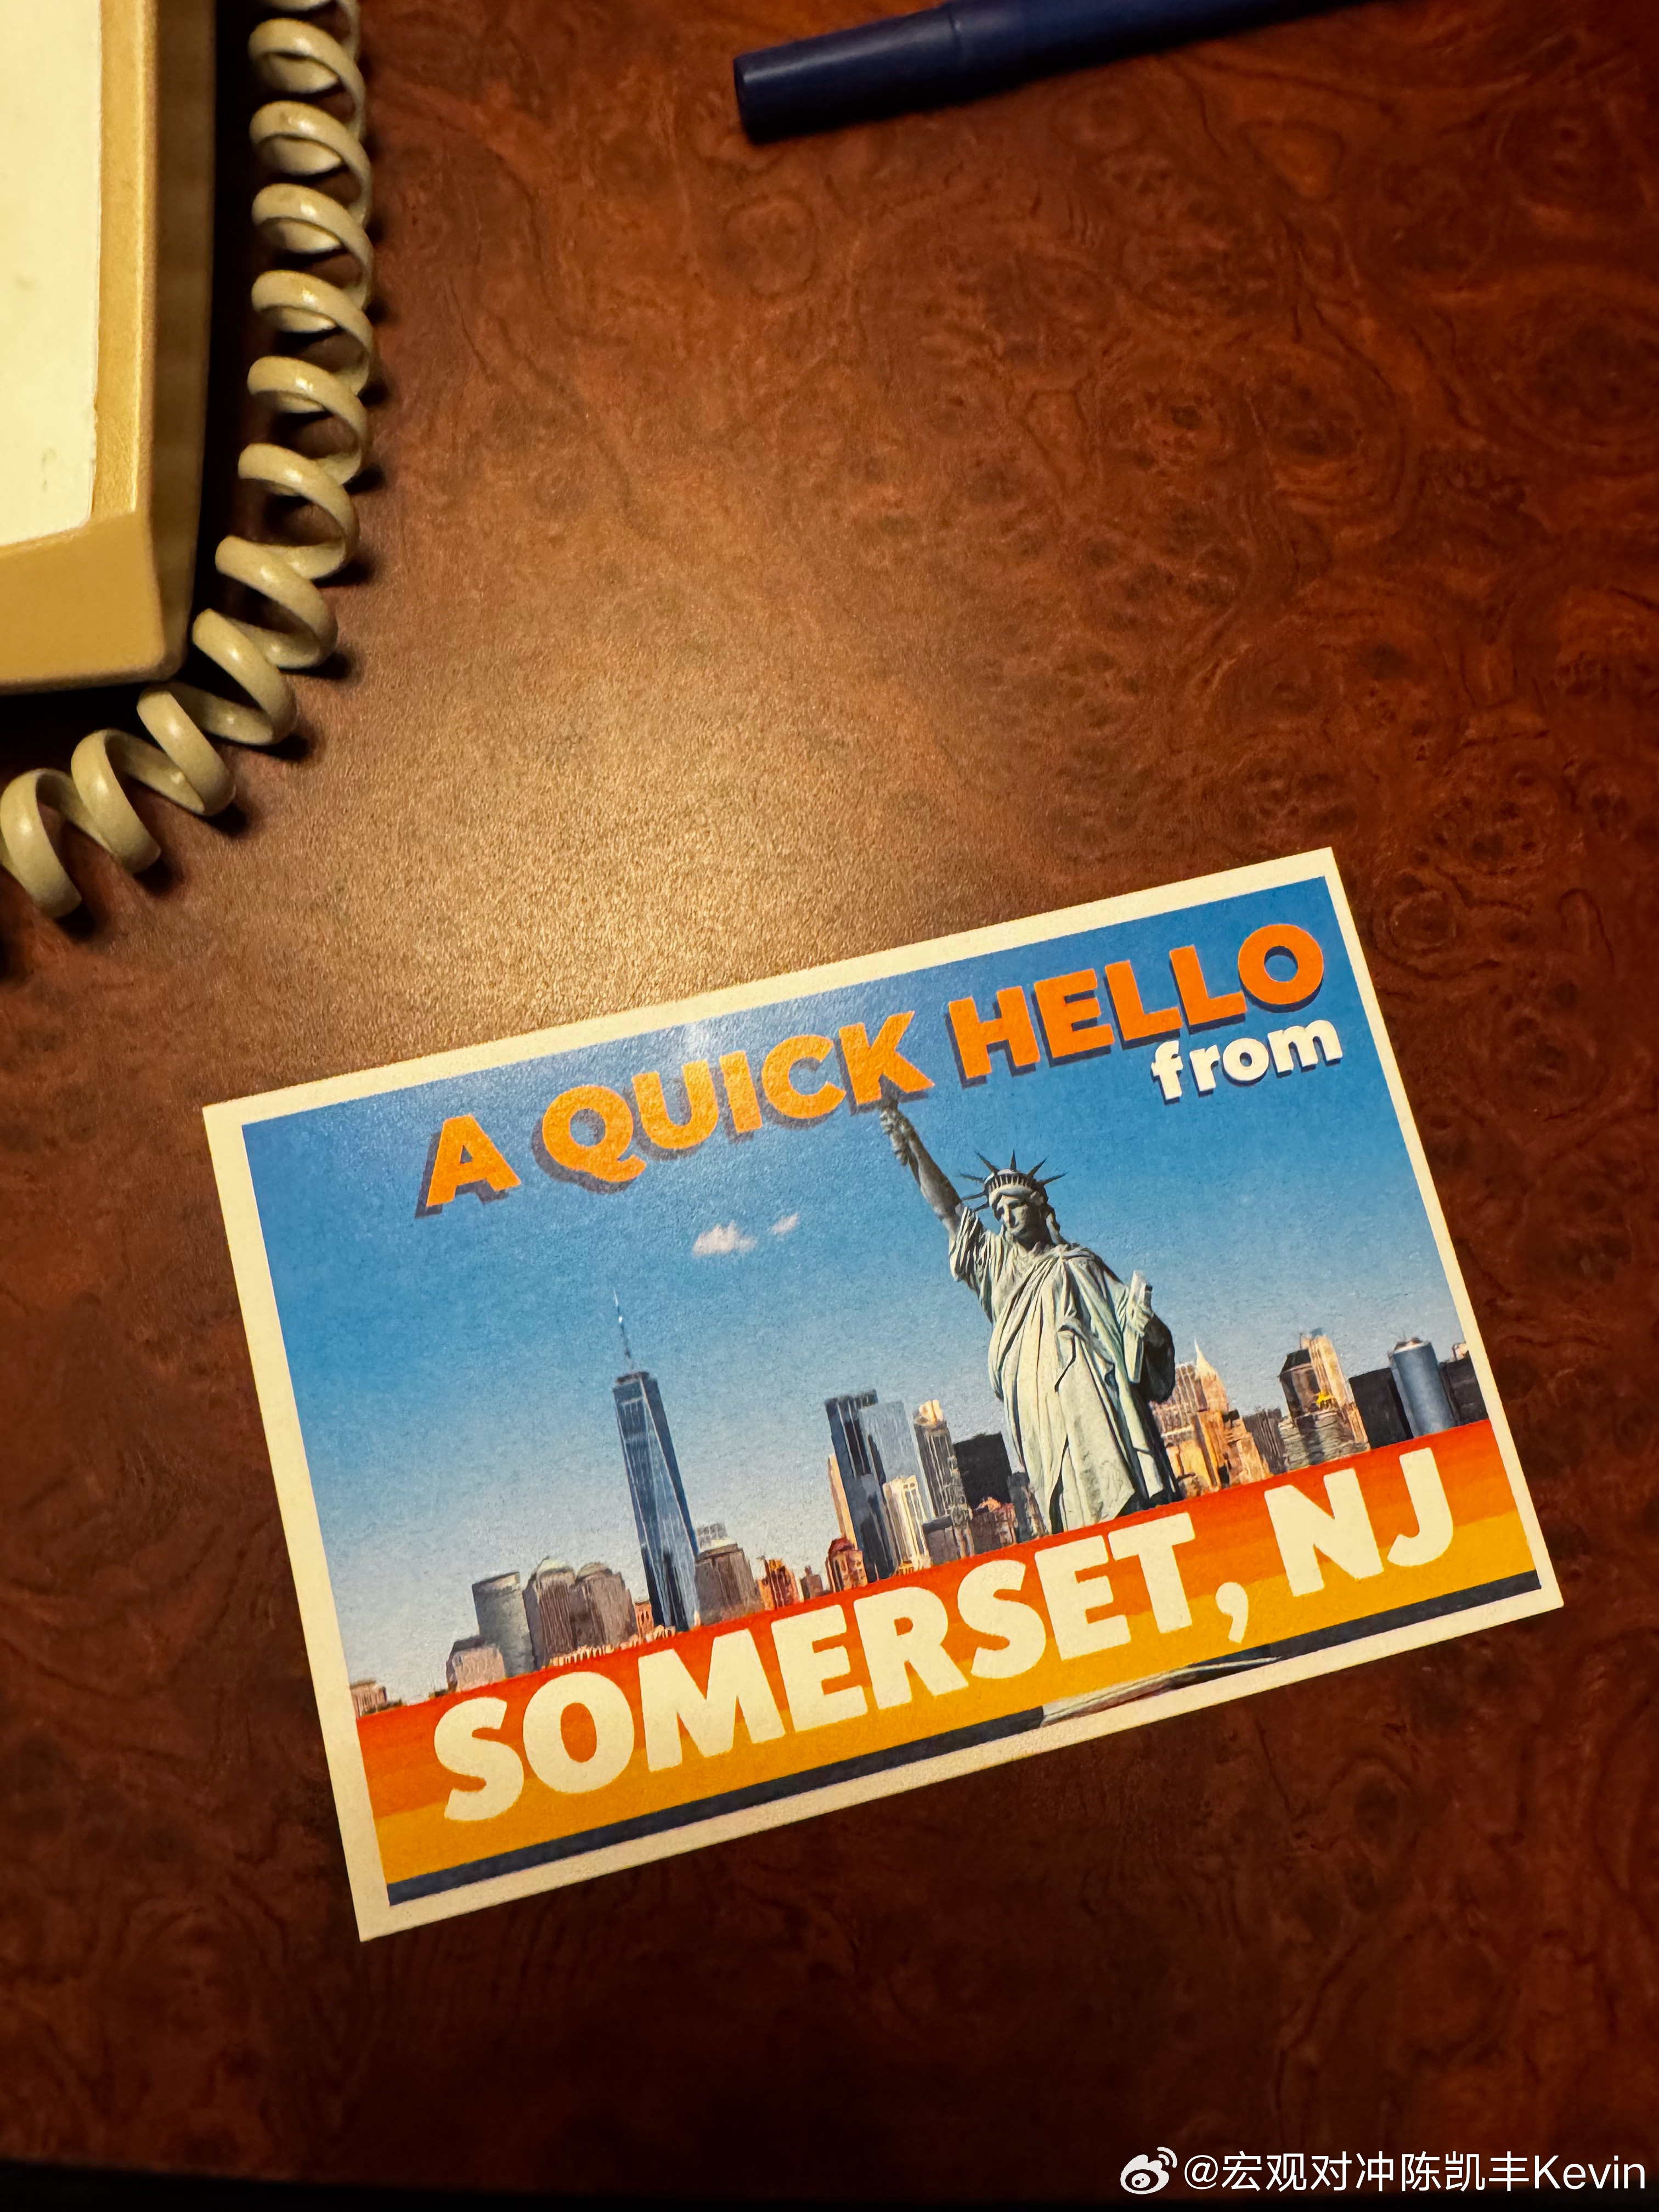 A QUICK HELLO
from
SOMERSET, NJ
@宏观对冲陈凯丰Kevin